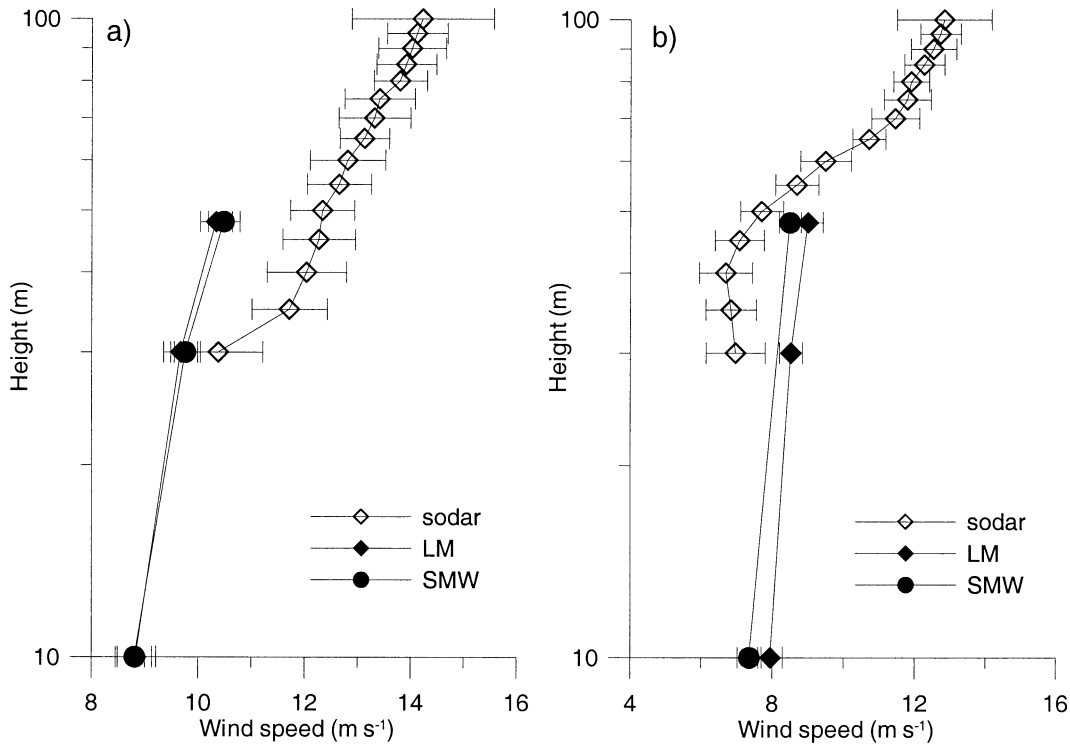 a)
100
10
Height (m)
sodar
LM
SMW
8 10 12 14 16
Wind speed (m s-1)
b)
100
10
Height (m)
sodar
LM
SMW
4 8 12 16
Wind speed (m s-1)